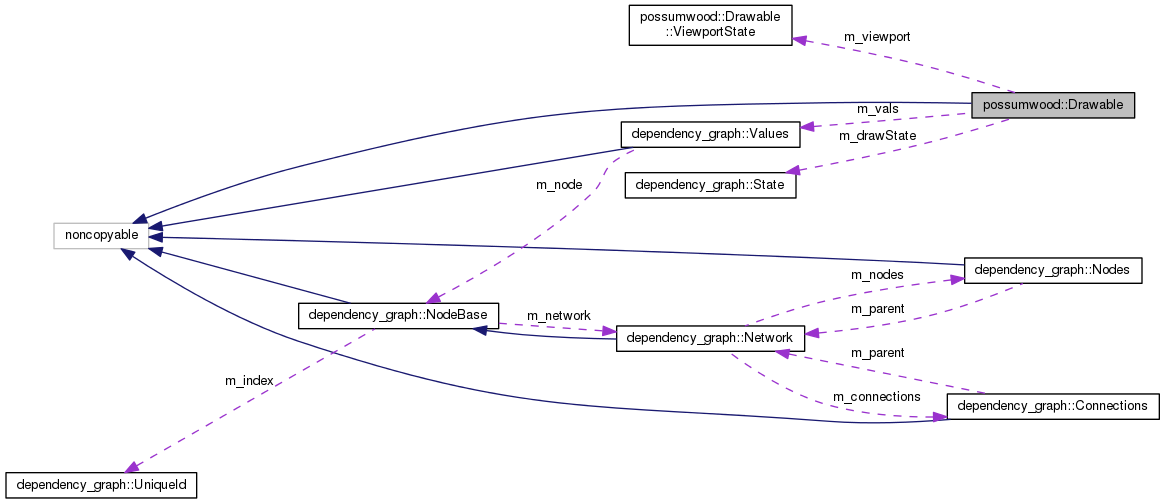 possumwood::Drawable
::ViewportState
m_viewport
possumwood::Drawable
m_vals
dependency_graph::Values
m_drawState
m_node
dependency_graph::State
noncopyable
dependency_graph::Nodes
m_nodes
m_parent
dependency_graph::NodeBase
m_network
dependency_graph::Network
m_parent
m_index
m_connections
dependency_graph::Connections
dependency_graph::UniqueId